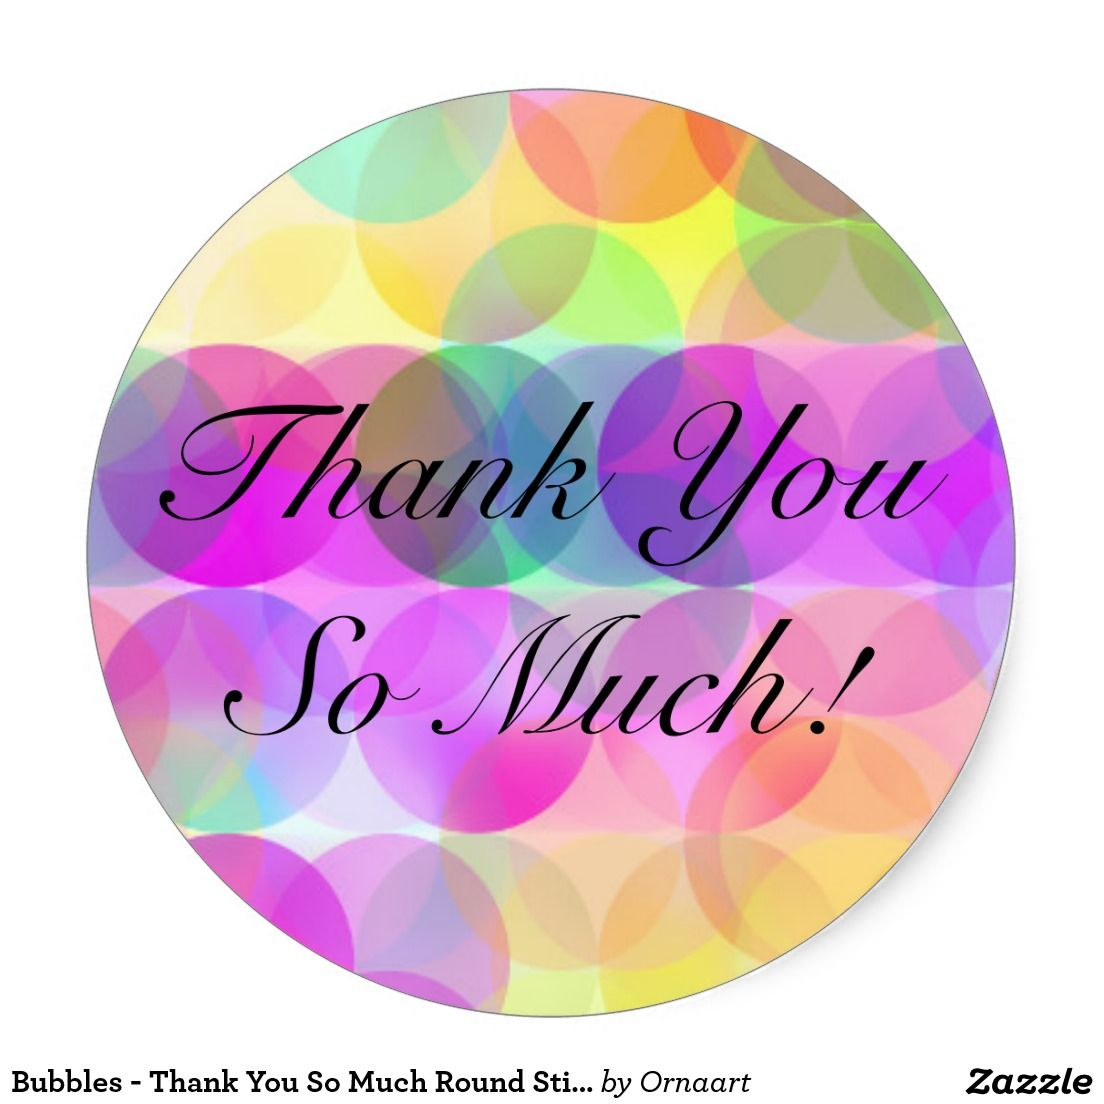 Thank You
So Much!
Bubbles - Thank You So Much Round Sti... by Ornaart
Zazzle